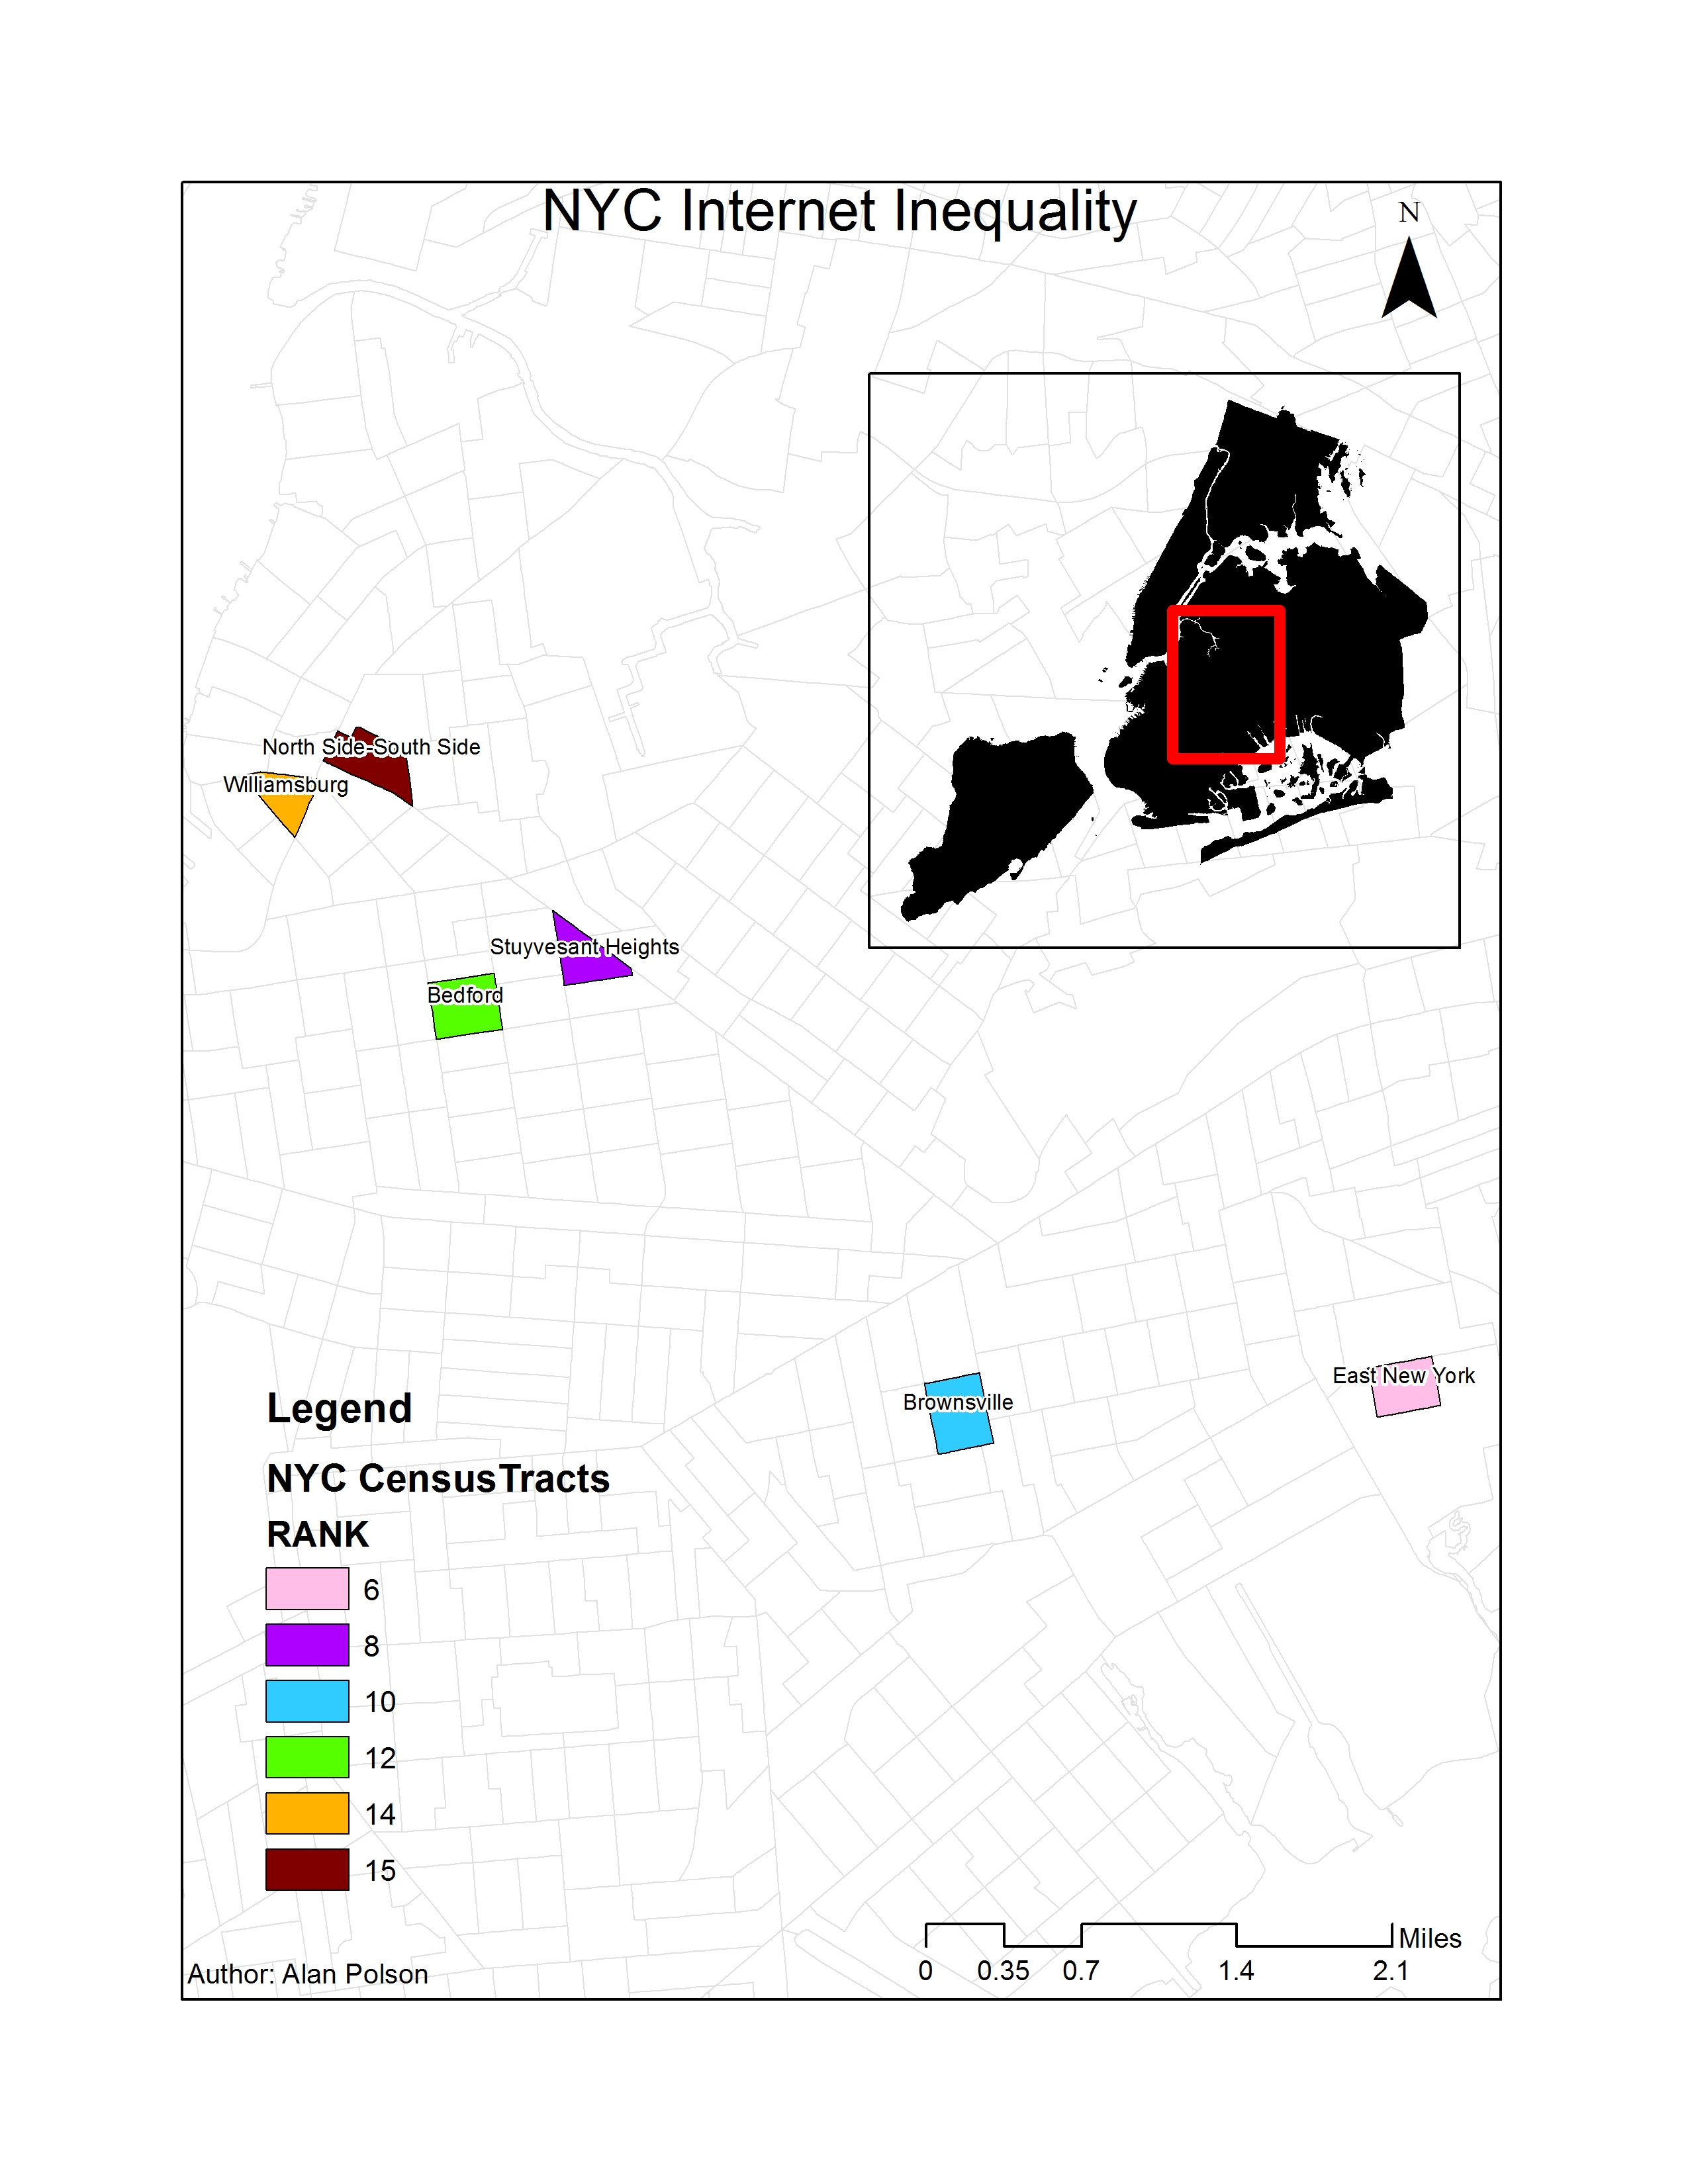 NYC Internet Inequality
N
North Side-South Side
Williamsburg
Stuyvesant Heights
Bedford
East New York
Brownsville
Legend
NYC CensusTracts
RANK
6
8
10
12
14
15
Miles
0 0.35 0.7 1.4 2.1
Author: Alan Polson